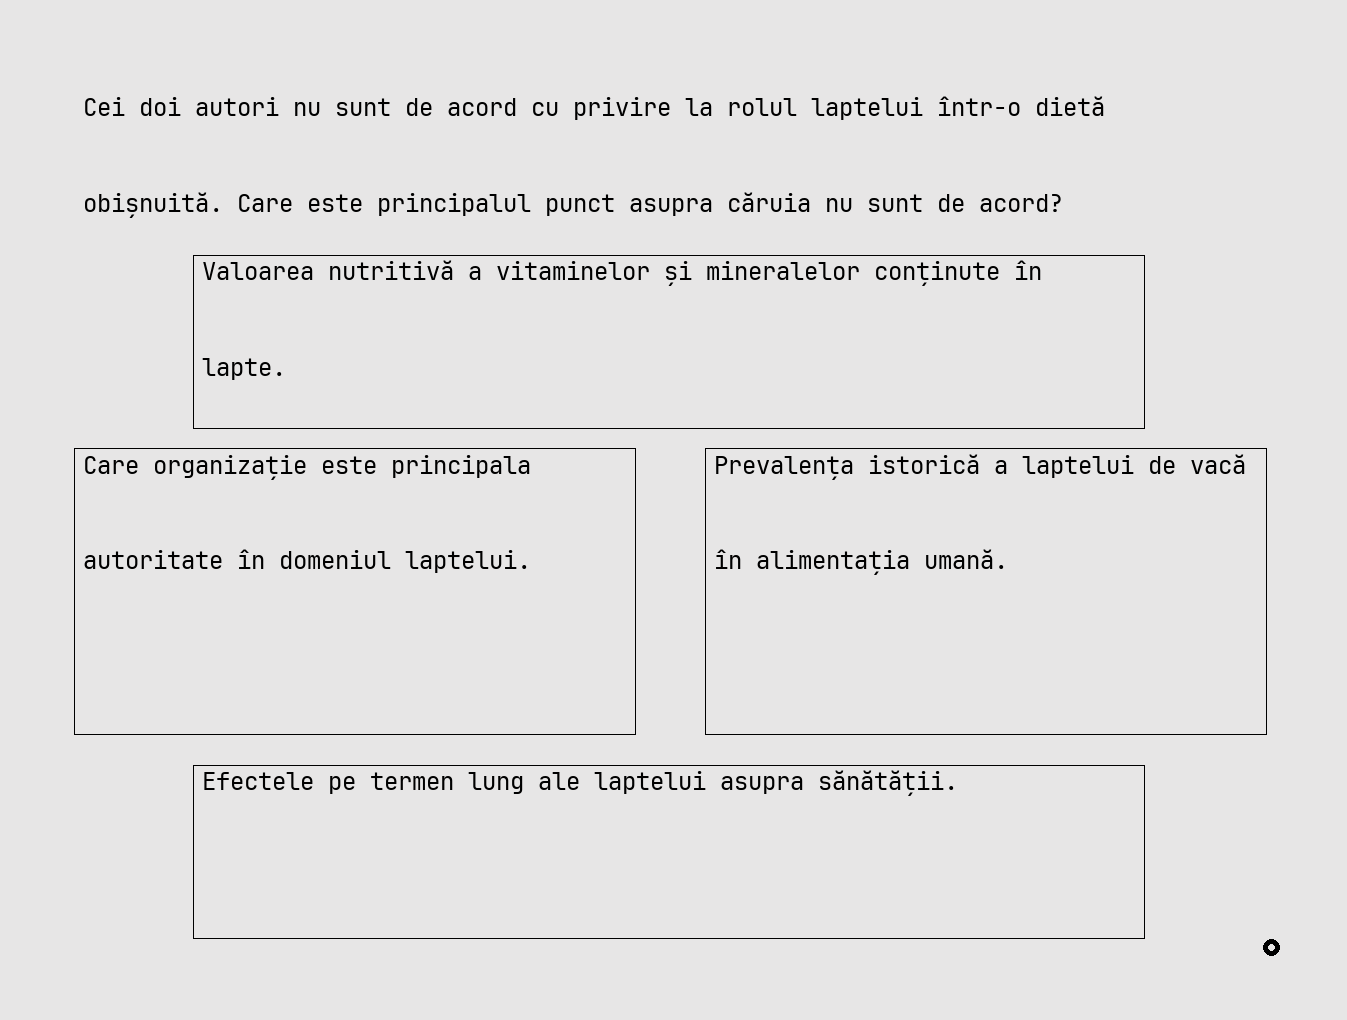 Cei doi autori nu sunt de acord cu privire la rolul laptelui într-o dietă
obișnuită. Care este principalul punct asupra căruia nu sunt de acord?
Valoarea nutritivă a vitaminelor și mineralelor conținute în
lapte.
Care organizație este principala
autoritate în domeniul laptelui.
Prevalența istorică a laptelui de vacă
în alimentația umană.
Efectele pe termen lung ale laptelui asupra sănătății.